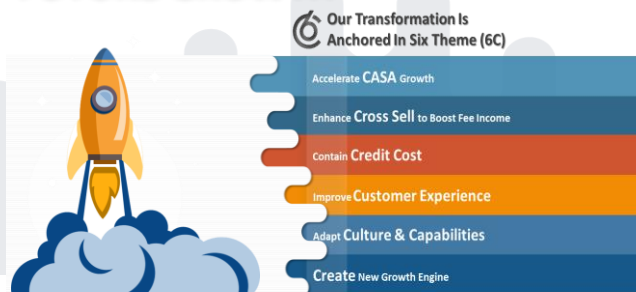 Our Transformation Is
Anchored In Six Theme (6C)
Accelerate CASA Growth
Enhance Cross Sell to Boost Fee Income
Contain Credit Cost
Improve Customer Experience
Adapt Culture & Capabilities
Create New Growth Engine